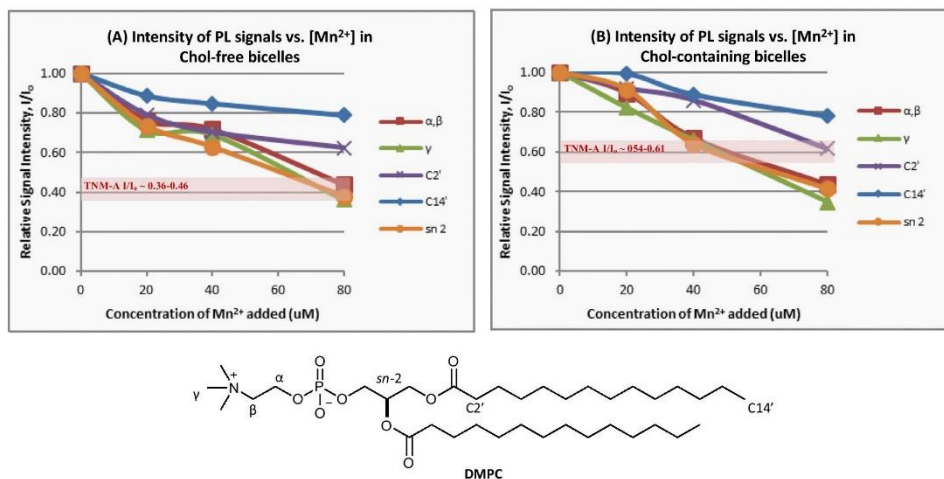 (A) Intensity of PL signals vs. [Mn²⁺] in
Chol-free bicelles
Relative Signal Intensity, I/Iₒ
1.00
0.80
0.60
0.40
0.20
0.00
TNM-A I/Iₒ ~ 0.36-0.46
0
20
40
60
80
Concentration of Mn²⁺ added (uM)
α,β
γ
C2'
C14'
sn 2
(B) Intensity of PL signals vs. [Mn²⁺] in
Chol-containing bicelles
Relative Signal Intensity, I/Iₒ
1.00
0.80
0.60
0.40
0.20
0.00
TNM-A I/Iₒ ~ 054-0.61
0
20
40
60
80
Concentration of Mn²⁺ added (uM)
α,β
γ
C2'
C14'
sn 2
γ
N⁺
β
α
O
P
O
O⁻
O
sn-2
O
O
C2'
C14'
O
O
DMPC